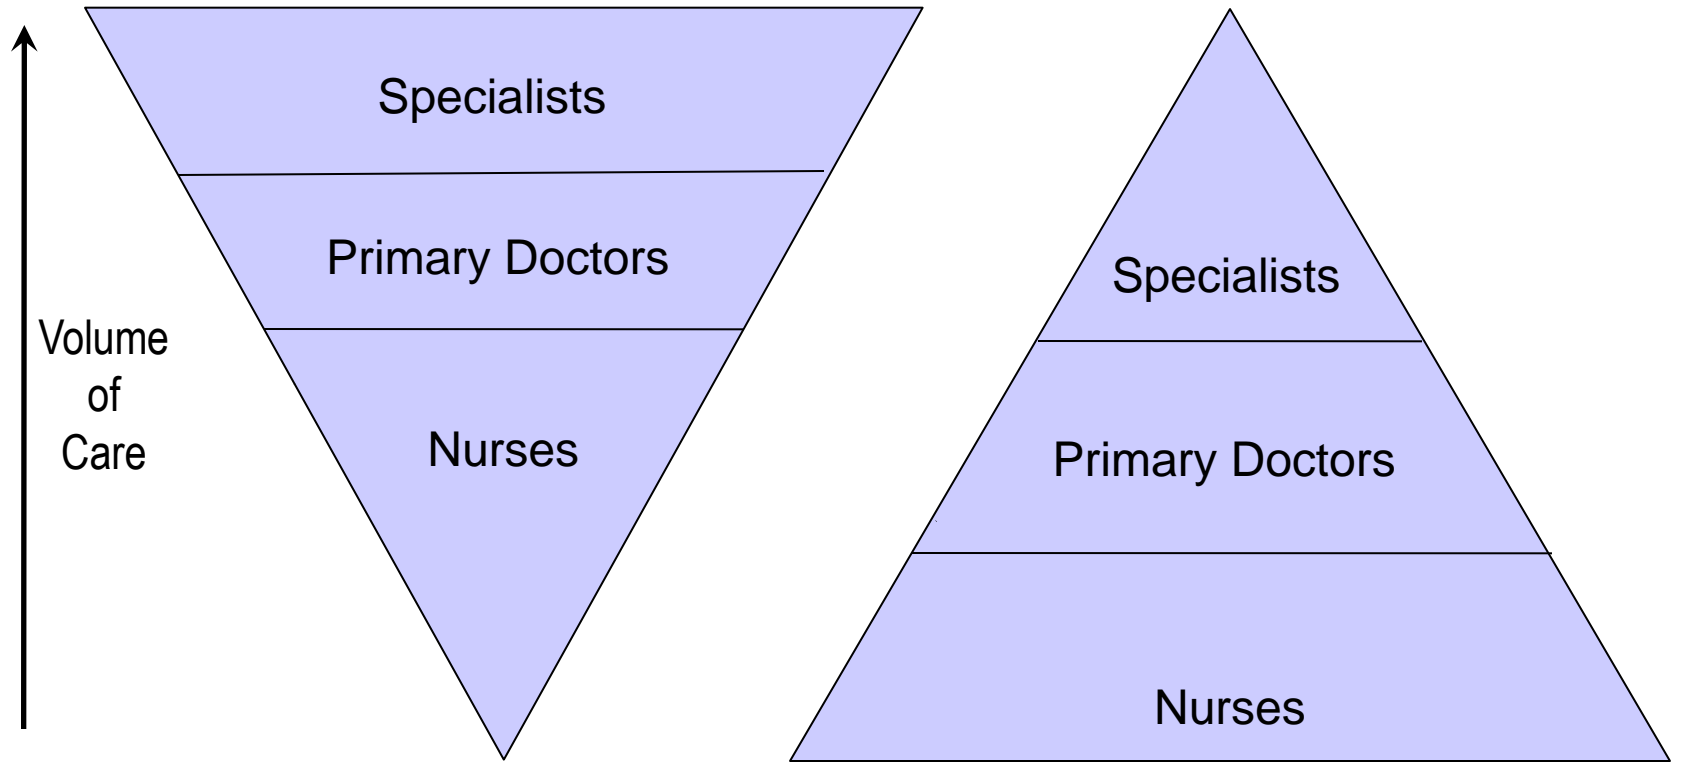 Volume
of
Care
Specialists
Primary Doctors
Nurses
Specialists
Primary Doctors
Nurses